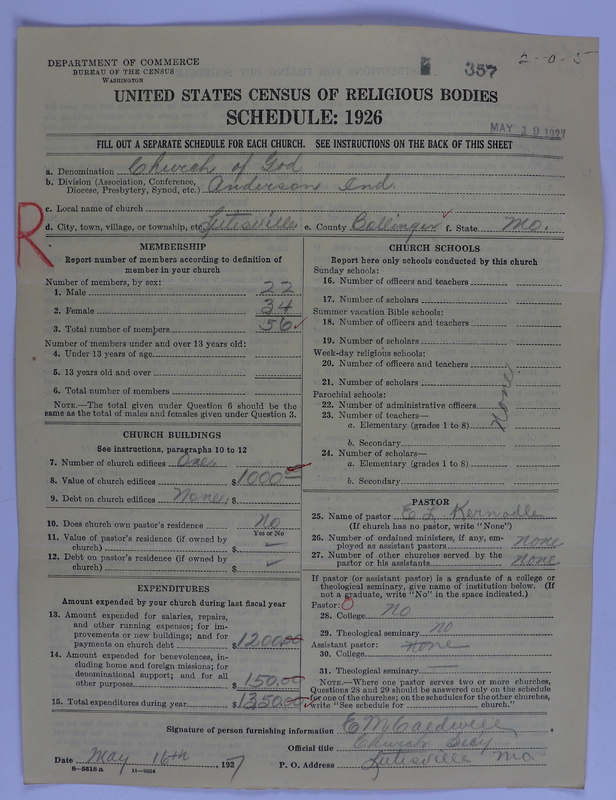 DEPARTMENT OF COMMERCE
BUREAU OF THE CENSUS
WASHINGTON
357
2-0-5
UNITED STATES CENSUS OF RELIGIOUS BODIES
SCHEDULE: 1926
MAY 19 1927
FILL OUT A SEPARATE SCHEDULE FOR EACH CHURCH. SEE INSTRUCTIONS ON THE BACK OF THIS SHEET
a. Denomination Church of God
b. Division (Association, Conference, Diocese, Presbytery, Synod, etc.) Anderson Ind.
c. Local name of church
R
d. City, town, village, or township, etc. Lutesville e. County Bollinger f. State Mo.
MEMBERSHIP
Report number of members according to definition of
member in your church
Number of members, by sex:
1. Male 22
2. Female 34
3. Total number of members 56
Number of members under and over 13 years old:
4. Under 13 years of age
5. 13 years old and over
6. Total number of members
NOTE.—The total given under Question 6 should be
same as the total of males and females given under Question 3.
CHURCH BUILDINGS
See instructions, paragraphs 10 to 12
7. Number of church edifices One
8. Value of church edifices $1000
9. Debt on church edifices None $
10. Does church own pastor's residence No
Yes or No
11. Value of pastor's residence (if owned by
church) $
12. Debt on pastor's residence (if owned by
church) $
EXPENDITURES
Amount expended by your church during last fiscal year
13. Amount expended for salaries, repairs,
and other running expenses; for im-
provements or new buildings; and for
payments on church debt $1200.00
14. Amount expended for benevolences, in-
cluding home and foreign missions; for
denominational support; and for all
other purposes $150.00
15. Total expenditures during year $1350.00
CHURCH SCHOOLS
Report here only schools conducted by this church
Sunday schools:
16. Number of officers and teachers
17. Number of scholars
Summer vacation Bible schools:
18. Number of officers and teachers
19. Number of scholars
Week-day religious schools:
20. Number of officers and teachers
21. Number of scholars
Parochial schools:
22. Number of administrative officers
None
23. Number of teachers—
a. Elementary (grades 1 to 8)
b. Secondary
24. Number of scholars—
a. Elementary (grades 1 to 8)
b. Secondary
PASTOR
25. Name of pastor E L Kernodle
(If church has no pastor, write "None")
26. Number of ordained ministers, if any, em-
ployed as assistant pastors none
27. Number of other churches served by the
pastor or his assistants none
If pastor (or assistant pastor) is a graduate of a college or
theological seminary, give name of institution below. (If
not a graduate, write "No" in the space indicated.)
Pastor:
28. College No
29. Theological seminary no
Assistant pastor: none
30. College
31. Theological seminary
NOTE.—Where one pastor serves two or more churches,
Questions 28 and 29 should be answered only on the schedule
for one of the churches; on the schedules for the other churches,
write "See schedule for church."
Signature of person furnishing information E M Caldwell
Official title Church Secy
Date May 16th, 1927
P. O. Address Lutesville Mo.
8-5518 a